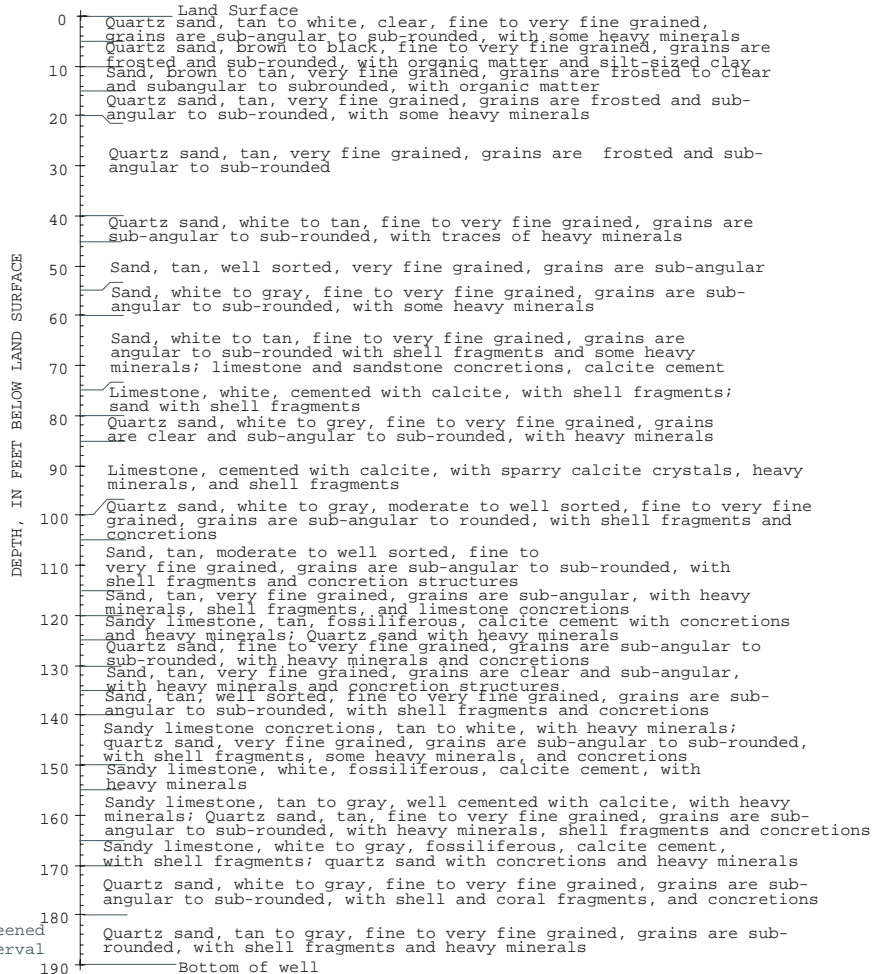 Land Surface
0
Quartz sand, tan to white, clear, fine to very fine grained,
grains are sub-angular to sub-rounded, with some heavy minerals
Quartz sand, brown to black, fine to very fine grained, grains are
frosted and sub-rounded, with organic matter and silt-sized clay
10
Sand, brown to tan, very fine grained, grains are frosted to clear
and subangular to subrounded, with organic matter
Quartz sand, tan, very fine grained, grains are frosted and sub-
angular to sub-rounded, with some heavy minerals
20
Quartz sand, tan, very fine grained, grains are  frosted and sub-
angular to sub-rounded
30
40
Quartz sand, white to tan, fine to very fine grained, grains are
sub-angular to sub-rounded, with traces of heavy minerals
50
Sand, tan, well sorted, very fine grained, grains are sub-angular
Sand, white to gray, fine to very fine grained, grains are sub-
angular to sub-rounded, with some heavy minerals
60
Sand, white to tan, fine to very fine grained, grains are
angular to sub-rounded with shell fragments and some heavy
minerals; limestone and sandstone concretions, calcite cement
70
Limestone, white, cemented with calcite, with shell fragments;
sand with shell fragments
80
Quartz sand, white to grey, fine to very fine grained, grains
are clear and sub-angular to sub-rounded, with heavy minerals
90
Limestone, cemented with calcite, with sparry calcite crystals, heavy
minerals, and shell fragments
Quartz sand, white to gray, moderate to well sorted, fine to very fine
grained, grains are sub-angular to rounded, with shell fragments and
concretions
100
Sand, tan, moderate to well sorted, fine to
very fine grained, grains are sub-angular to sub-rounded, with
shell fragments and concretion structures
110
Sand, tan, very fine grained, grains are sub-angular, with heavy
minerals, shell fragments, and limestone concretions
120
Sandy limestone, tan, fossiliferous, calcite cement with concretions
and heavy minerals; Quartz sand with heavy minerals
Quartz sand, fine to very fine grained, grains are sub-angular to
sub-rounded, with heavy minerals and concretions
130
Sand, tan, very fine grained, grains are clear and sub-angular,
with heavy minerals and concretion structures
Sand, tan, well sorted, fine to very fine grained, grains are sub-
angular to sub-rounded, with shell fragments and concretions
140
Sandy limestone concretions, tan to white, with heavy minerals;
quartz sand, very fine grained, grains are sub-angular to sub-rounded,
with shell fragments, some heavy minerals, and concretions
150
Sandy limestone, white, fossiliferous, calcite cement, with
heavy minerals
Sandy limestone, tan to gray, well cemented with calcite, with heavy
minerals; Quartz sand, tan, fine to very fine grained, grains are sub-
angular to sub-rounded, with heavy minerals, shell fragments and concretions
160
Sandy limestone, white to gray, fossiliferous, calcite cement,
with shell fragments; quartz sand with concretions and heavy minerals
170
Quartz sand, white to gray, fine to very fine grained, grains are sub-
angular to sub-rounded, with shell and coral fragments, and concretions
180
Quartz sand, tan to gray, fine to very fine grained, grains are sub-
rounded, with shell fragments and heavy minerals
190
Bottom of well
eened
erval
DEPTH, IN FEET BELOW LAND SURFACE